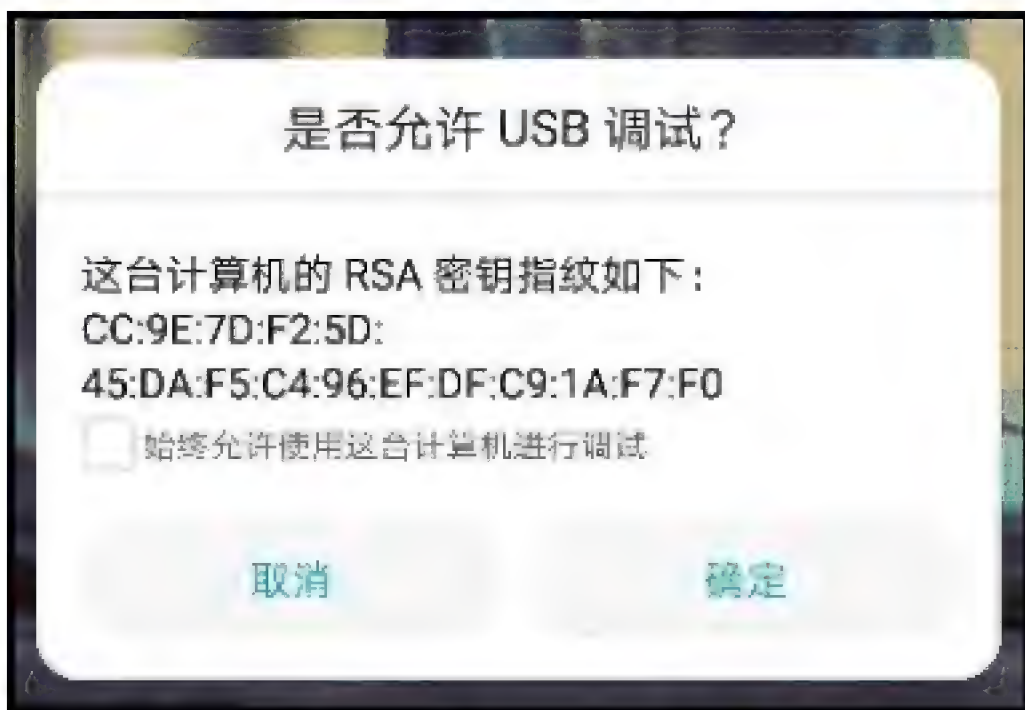 是否允许 USB 调试？
这台计算机的 RSA 密钥指纹如下：
CC:9E:7D:F2:5D:
45:DA:F5:C4:96:EF:DF:C9:1A:F7:F0
始终允许使用这台计算机进行调试
取消
确定